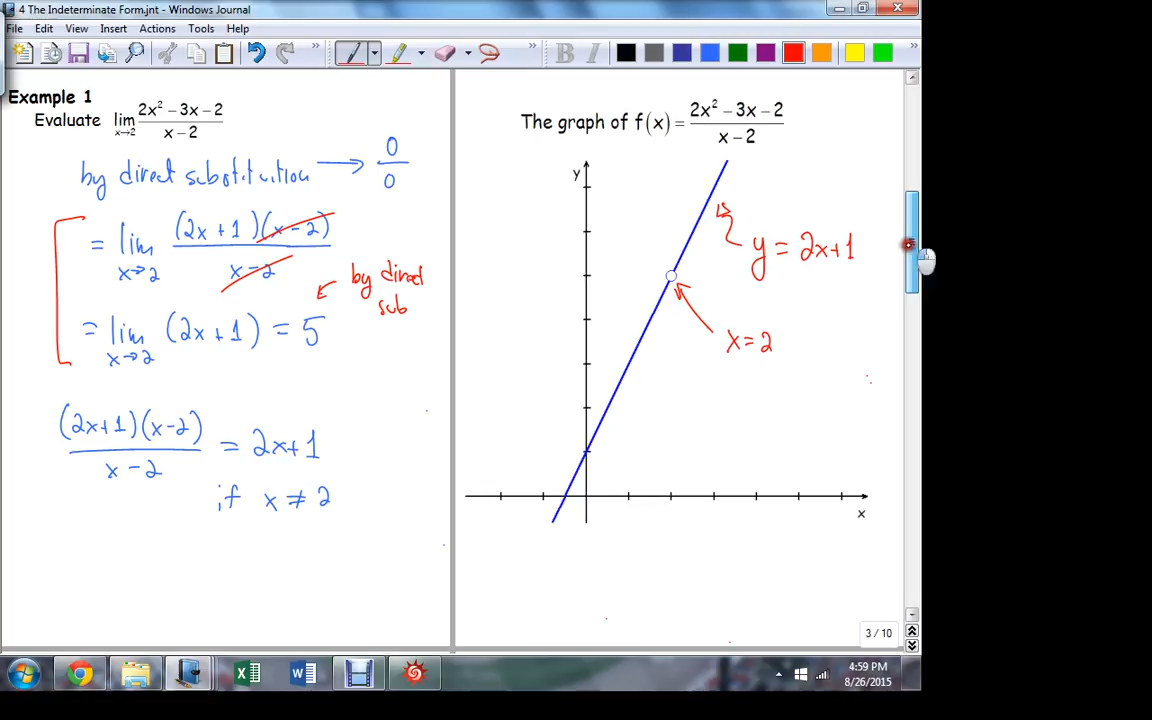 4 The Indeterminate Form.jnt - Windows Journal
File Edit View Insert Actions Tools Help
Example 1
Evaluate lim x→2 (2x² – 3x – 2)/(x – 2)
by direct substituition → 0/0
= lim x→2 (2x+1)(x-2)/(x-2)
by direct
sub
= lim x→2 (2x+1) = 5
(2x+1)(x-2)/(x-2) = 2x+1
if x ≠ 2
The graph of f(x) = (2x² – 3x – 2)/(x – 2)
y
y = 2x+1
x = 2
x
3 / 10
4:59 PM
8/26/2015